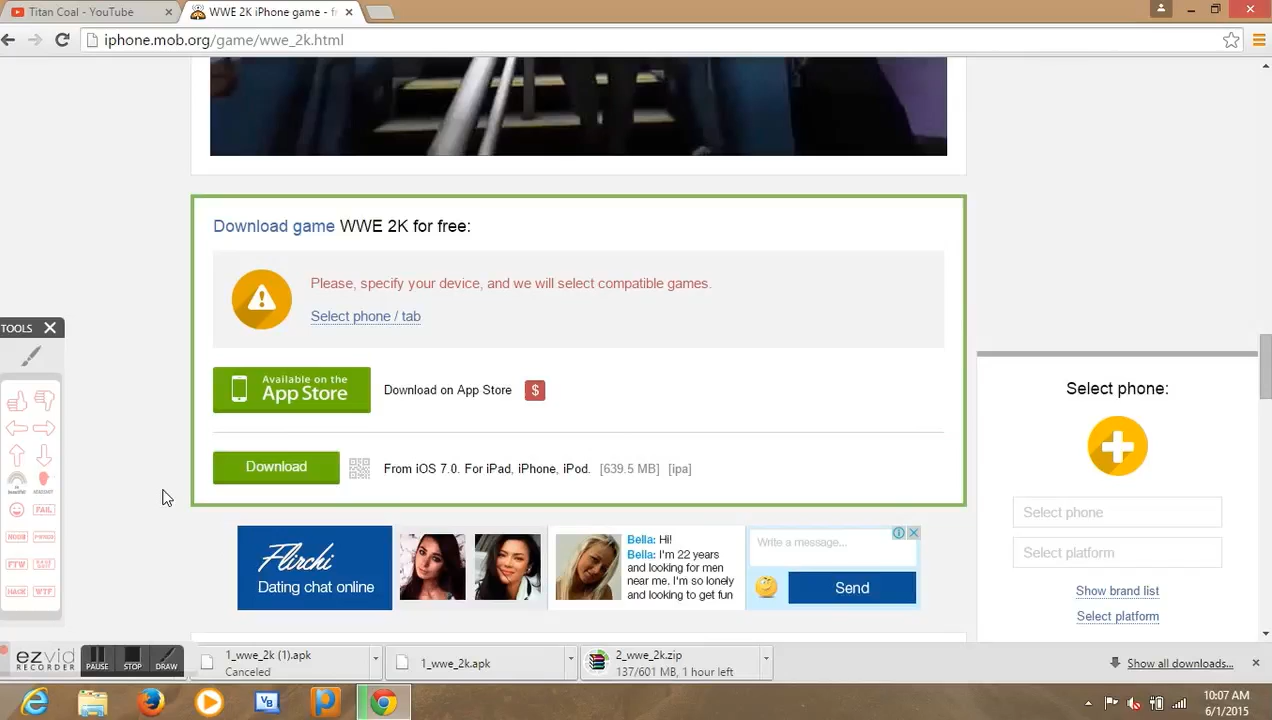 Titan Coal - YouTube
WWE 2K iPhone game - f
iphone.mob.org/game/wwe_2k.html
Download game WWE 2K for free:
Please, specify your device, and we will select compatible games.
Select phone / tab
Available on the
App Store
Download on App Store
$
Download
From iOS 7.0. For iPad, iPhone, iPod. [639.5 MB] [ipa]
Select phone:
Select phone
Select platform
Show brand list
Select platform
TOOLS
FAIL
NOOB
FTW
HACK
WTF
Flirchi
Dating chat online
Bella: Hi!
Bella: I'm 22 years
and looking for men
near me. I'm so lonely
and looking to get fun
Write a message...
Send
ezvid
RECORDER
PAUSE
STOP
DRAW
1_wwe_2k (1).apk
Canceled
1_wwe_2k.apk
2_wwe_2k.zip
137/601 MB, 1 hour left
Show all downloads...
10:07 AM
6/1/2015